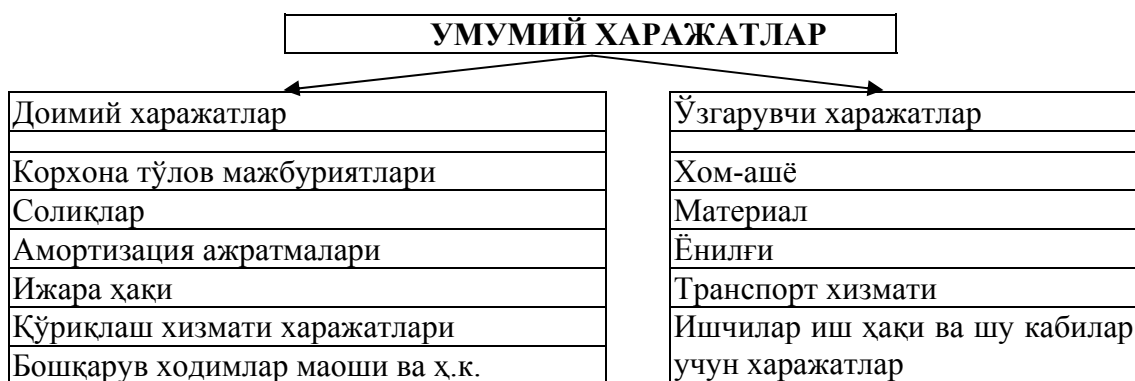 УМУМИЙ ХАРАЖАТЛАР
Доимий харажатлар
Корхона тўлов мажбуриятлари
Солиқлар
Амортизация ажратмалари
Ижара ҳақи
Қўриқлаш хизмати харажатлари
Бошқарув ходимлар маоши ва ҳ.к.
Ўзгарувчи харажатлар
Хом-ашё
Материал
Ёнилғи
Транспорт хизмати
Ишчилар иш ҳақи ва шу кабилар
учун харажатлар